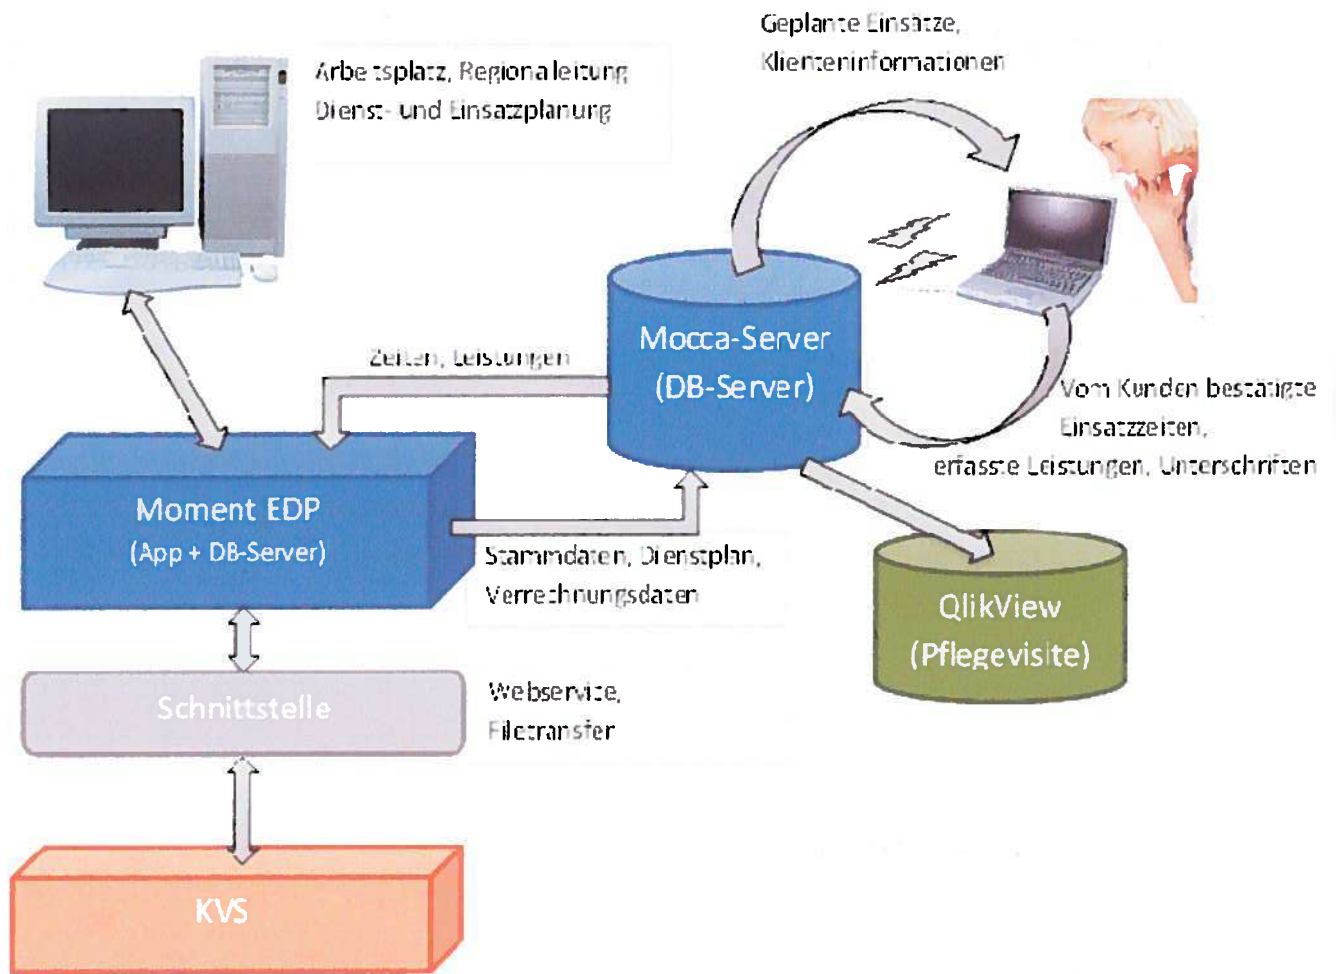 Geplante Einsätze,
Klienteninformationen
Arbeitsplatz, Regionalleitung
Dienst- und Einsatzplanung
Mocca-Server
(DB-Server)
Zeiten, Leistungen
Vom Kunden bestätigte
Einsatzzeiten,
erfasste Leistungen, Unterschriften
Moment EDP
(App + DB-Server)
Stammdaten, Dienstplan,
Verrechnungsdaten
QlikView
(Pflegevisite)
Schnittstelle
Webservice,
Filetransfer
KVS